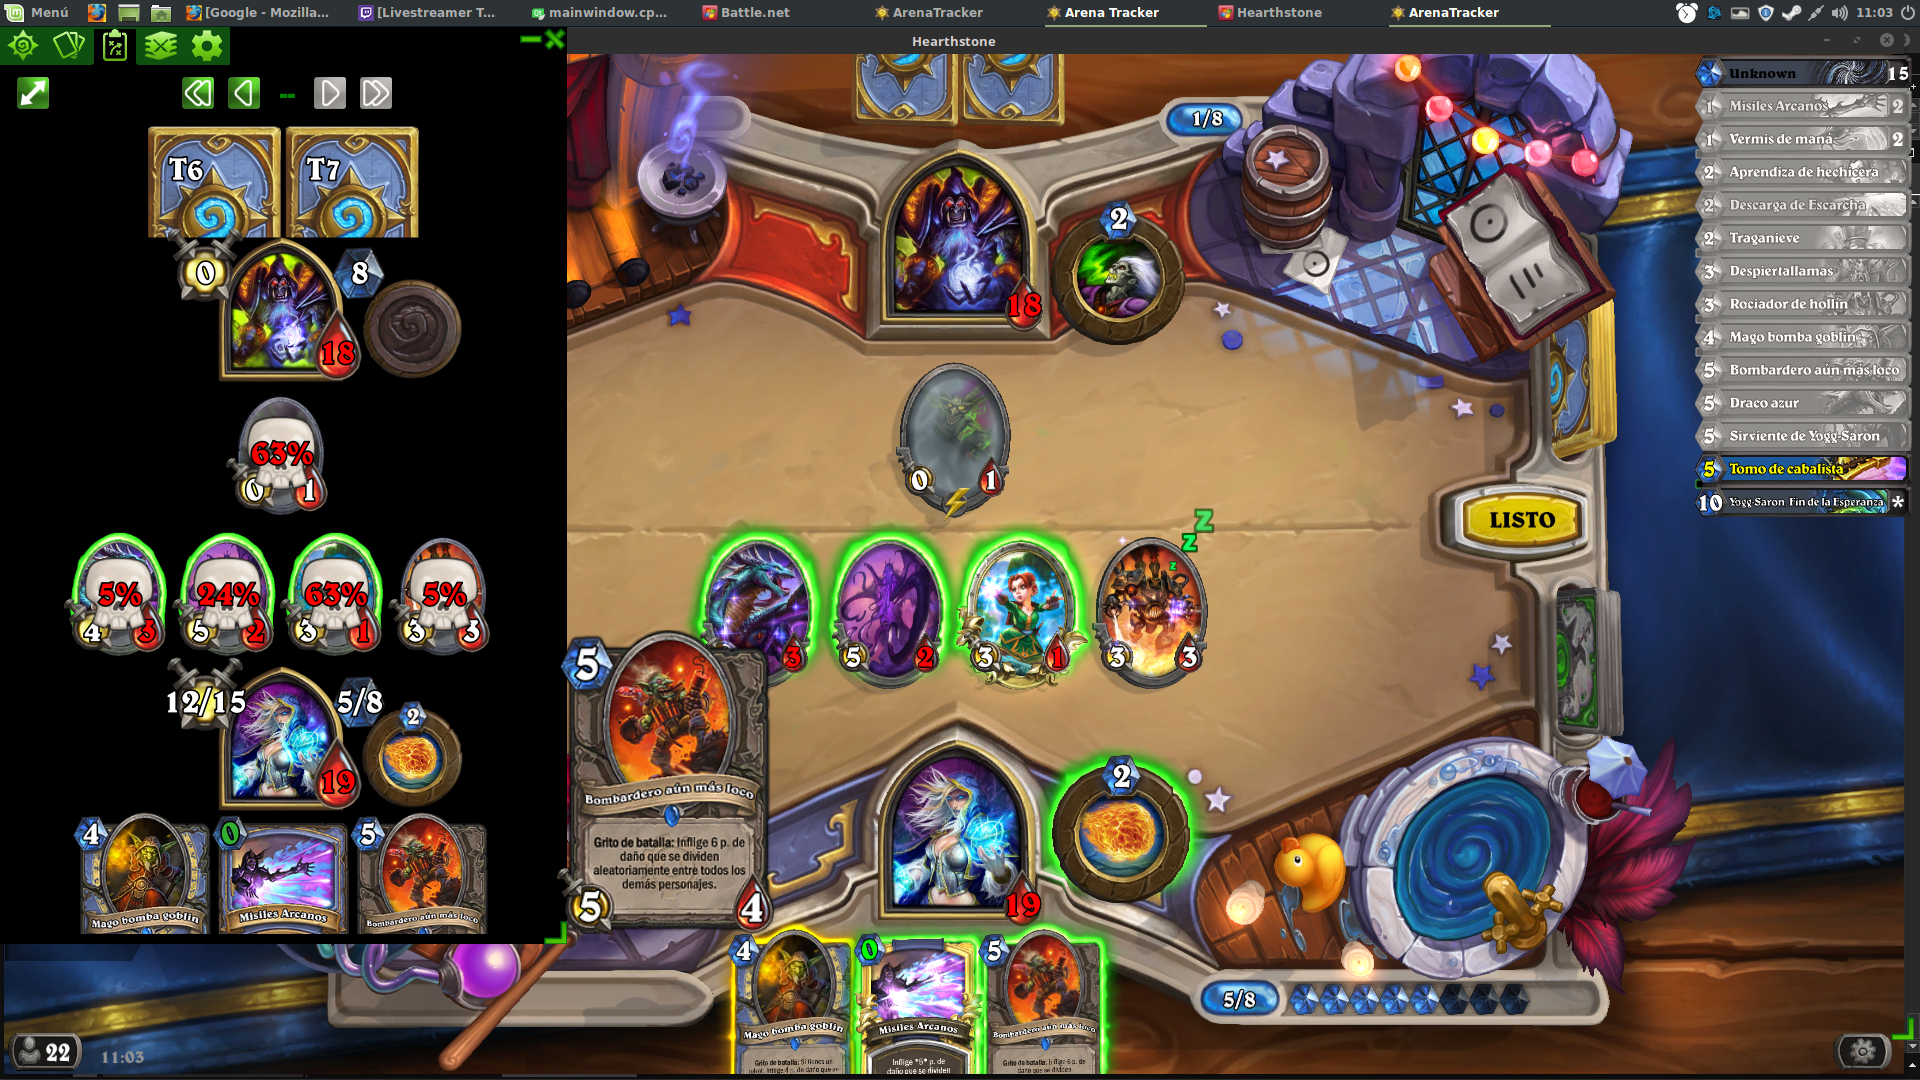 Menú
[Google - Mozilla...
[Livestreamer T...
mainwindow.cp...
Battle.net
ArenaTracker
Arena Tracker
Hearthstone
ArenaTracker
11:03
Hearthstone
--
T6
T7
0
8
18
63%
0
1
5%
24%
63%
5%
4
3
5
2
3
1
3
3
12/15
5/8
2
19
4
0
5
Mago bomba goblin
Misiles Arcanos
Bombardero aún más loco
1/8
2
18
0
1
z
z
z
LISTO
3
5
2
3
1
3
3
5
Bombardero aún más loco
Grito de batalla: Inflige 6 p. de
daño que se dividen
aleatoriamente entre todos los
demás personajes.
5
4
2
19
4
0
5
Mago bomba goblin
Misiles Arcanos
Bombardero aún más loco
Inflige *5* p. de
daño que se dividen
5/8
22
11:03
Unknown 15
1 Misiles Arcanos 2
1 Vermis de maná 2
2 Aprendiza de hechicera
2 Descarga de Escarcha
2 Traganieve
3 Despiertallamas
3 Rociador de hollín
4 Mago bomba goblin
5 Bombardero aún más loco
5 Draco azur
5 Sirviente de Yogg-Saron
5 Tomo de cabalista
10 Yogg-Saron, Fin de la Esperanza *